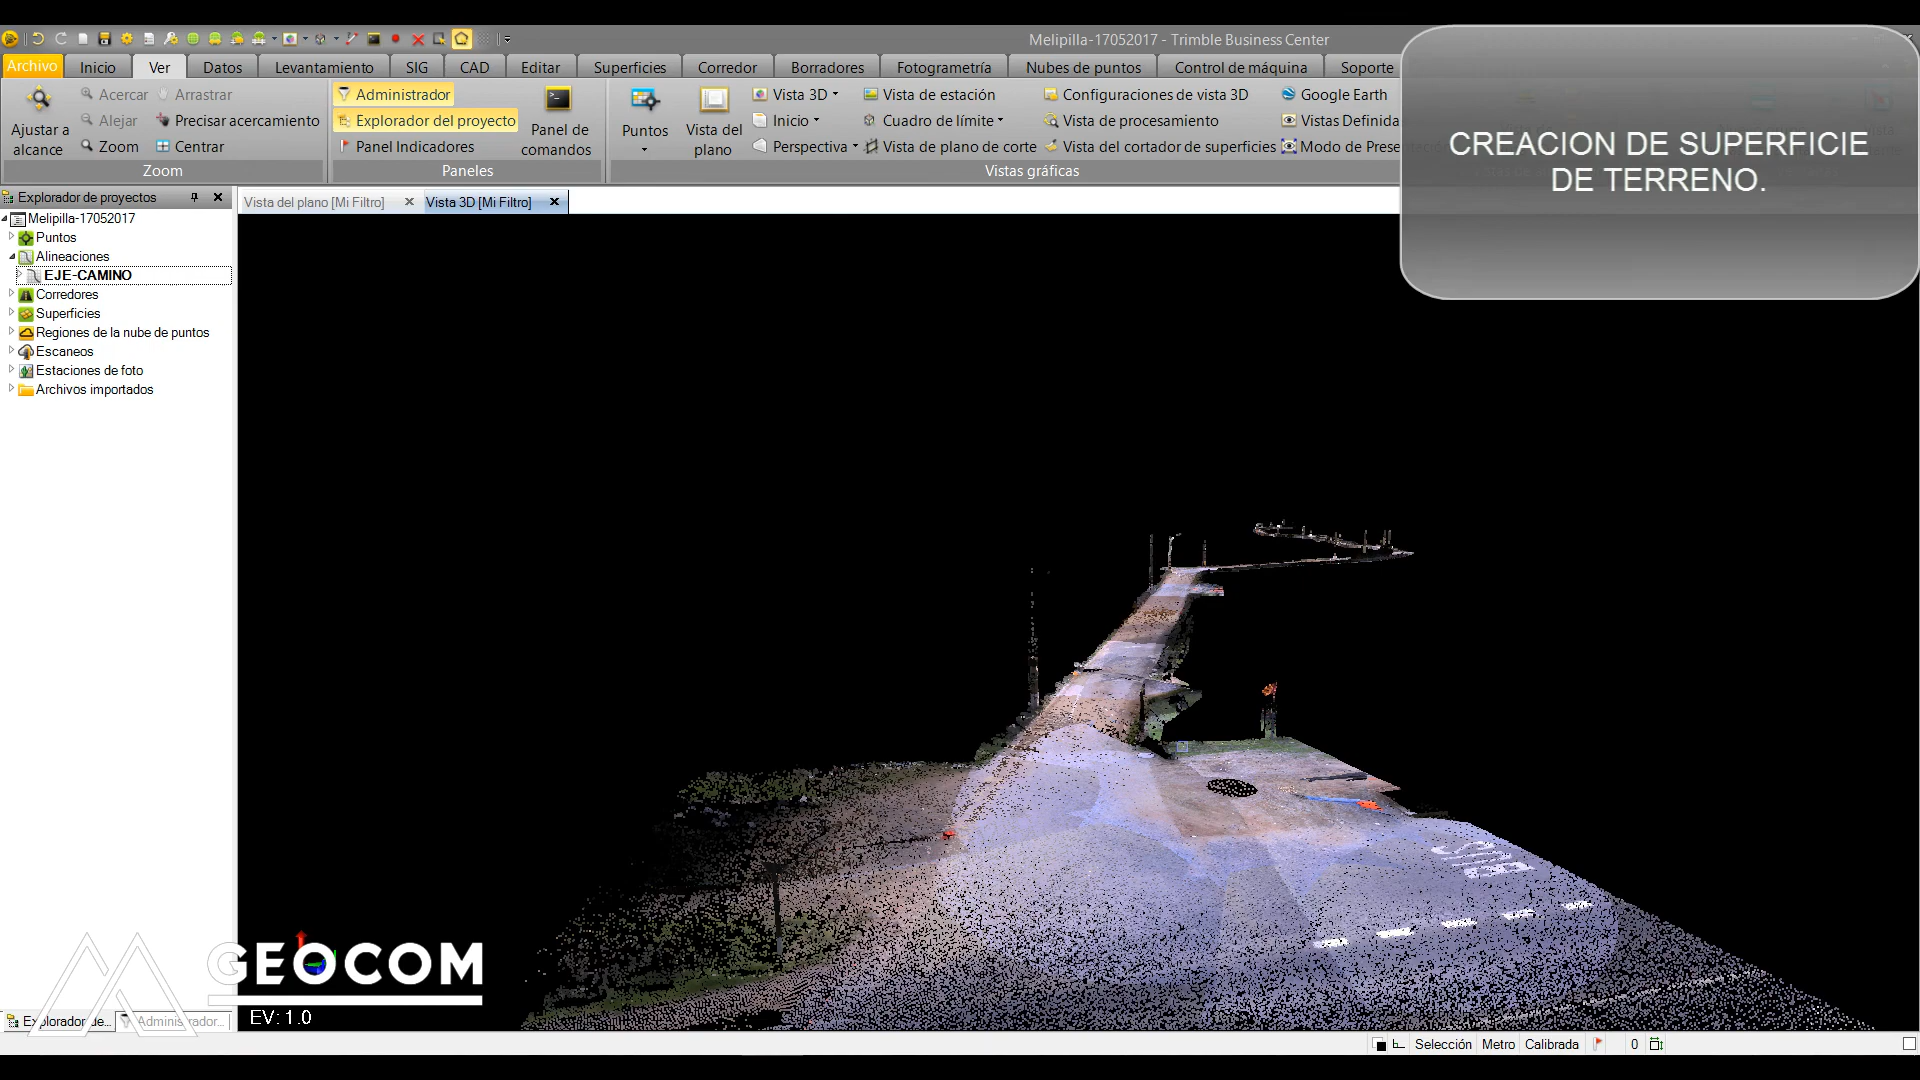 Melipilla-17052017 - Trimble Business Center
Archivo Inicio Ver Datos Levantamiento SIG CAD Editar Superficies Corredor Borradores Fotogrametría Nubes de puntos Control de máquina Soporte
Ajustar a
alcance
Acercar Arrastrar
Alejar Precisar acercamiento
Zoom Centrar
Zoom
Administrador
Explorador del proyecto
Panel Indicadores
Panel de
comandos
Paneles
Puntos
Vista del
plano
Vista 3D Vista de estación Configuraciones de vista 3D Google Earth
Inicio Cuadro de límite Vista de procesamiento Vistas Definida
Perspectiva Vista de plano de corte Vista del cortador de superficies Modo de Prese
Vistas gráficas
CREACION DE SUPERFICIE
DE TERRENO.
Explorador de proyectos
Melipilla-17052017
Puntos
Alineaciones
EJE-CAMINO
Corredores
Superficies
Regiones de la nube de puntos
Escaneos
Estaciones de foto
Archivos importados
Vista del plano [Mi Filtro] Vista 3D [Mi Filtro]
BUS
GEOCOM
EV: 1.0
Explorador de... Administrador...
Selección Metro Calibrada 0